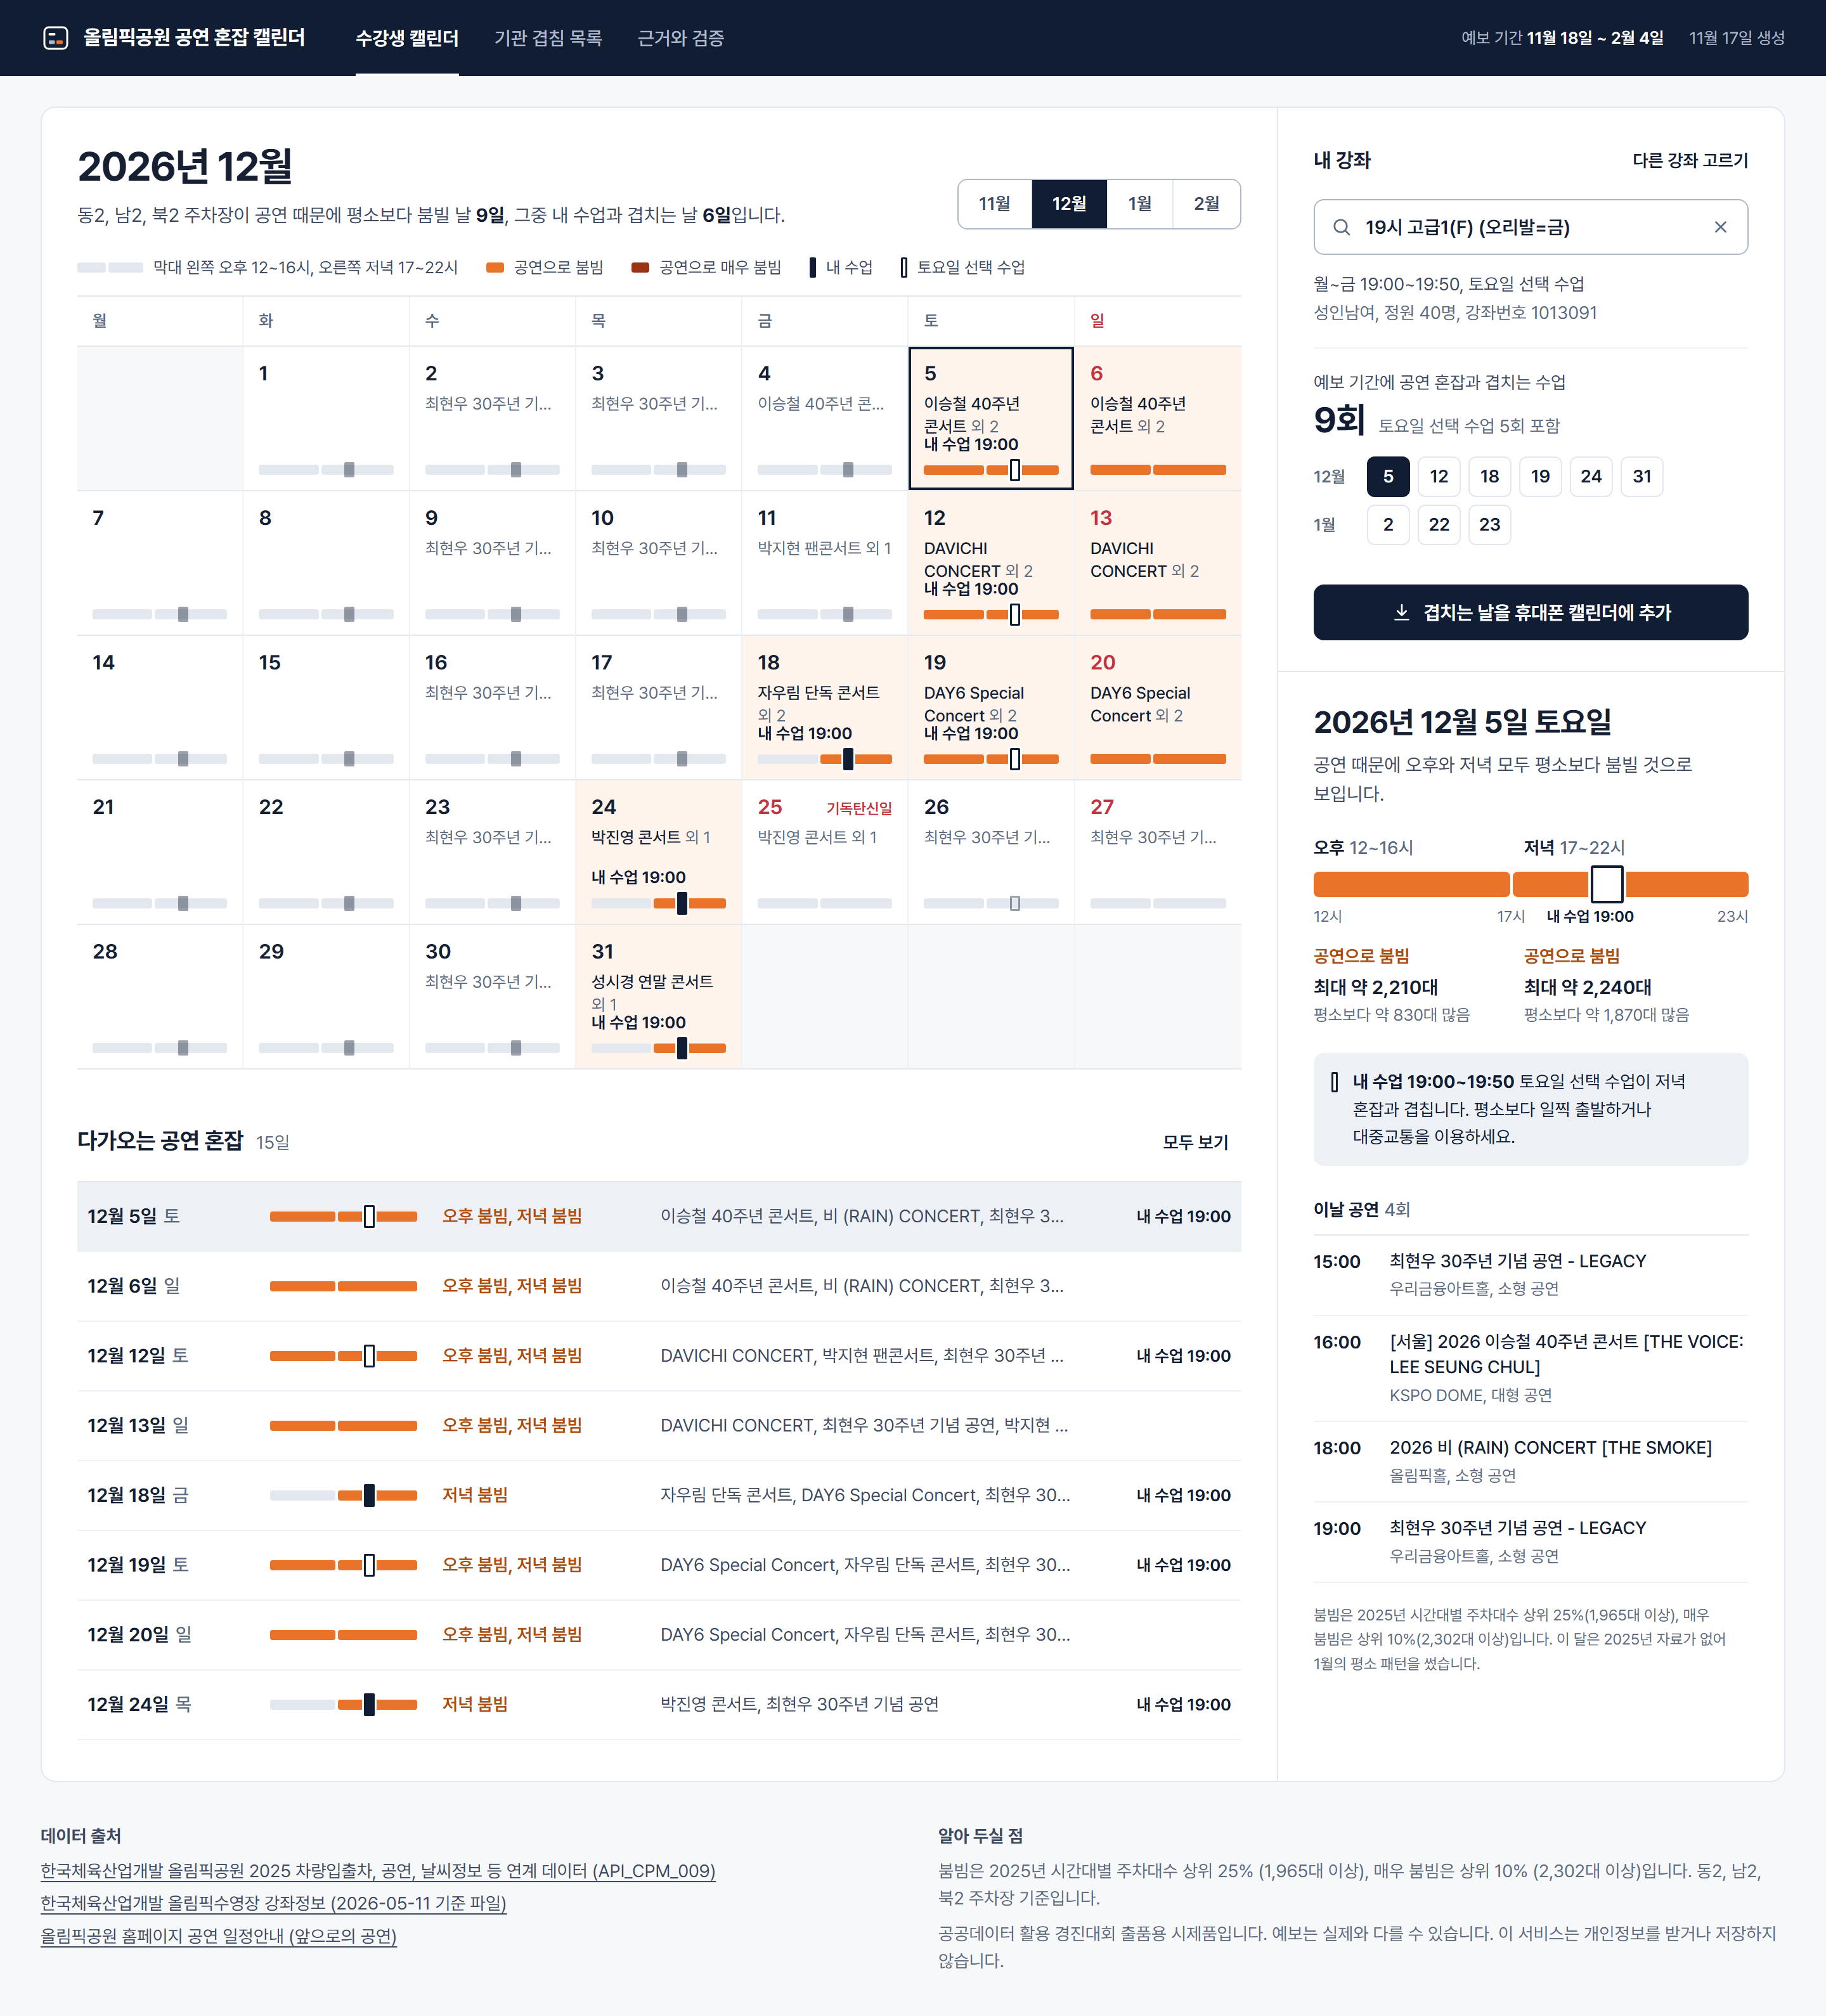 올림픽공원 공연 혼잡 캘린더
수강생 캘린더
기관 겹침 목록
근거와 검증
예보 기간 11월 18일 ~ 2월 4일
11월 17일 생성
2026년 12월
동2, 남2, 북2 주차장이 공연 때문에 평소보다 붐빌 날 9일, 그중 내 수업과 겹치는 날 6일입니다.
11월
12월
1월
2월
막대 왼쪽 오후 12~16시, 오른쪽 저녁 17~22시
공연으로 붐빔
공연으로 매우 붐빔
내 수업
토요일 선택 수업
월
화
수
목
금
토
일
1
2
최현우 30주년 기...
3
최현우 30주년 기...
4
이승철 40주년 콘...
5
이승철 40주년
콘서트 외 2
내 수업 19:00
6
이승철 40주년
콘서트 외 2
7
8
9
최현우 30주년 기...
10
최현우 30주년 기...
11
박지현 팬콘서트 외 1
12
DAVICHI
CONCERT 외 2
내 수업 19:00
13
DAVICHI
CONCERT 외 2
14
15
16
최현우 30주년 기...
17
최현우 30주년 기...
18
자우림 단독 콘서트
외 2
내 수업 19:00
19
DAY6 Special
Concert 외 2
내 수업 19:00
20
DAY6 Special
Concert 외 2
21
22
23
최현우 30주년 기...
24
박진영 콘서트 외 1
내 수업 19:00
25
기독탄신일
박진영 콘서트 외 1
26
최현우 30주년 기...
27
최현우 30주년 기...
28
29
30
최현우 30주년 기...
31
성시경 연말 콘서트
외 1
내 수업 19:00
다가오는 공연 혼잡 15일
모두 보기
12월 5일 토
오후 붐빔, 저녁 붐빔
이승철 40주년 콘서트, 비 (RAIN) CONCERT, 최현우 3...
내 수업 19:00
12월 6일 일
오후 붐빔, 저녁 붐빔
이승철 40주년 콘서트, 비 (RAIN) CONCERT, 최현우 3...
12월 12일 토
오후 붐빔, 저녁 붐빔
DAVICHI CONCERT, 박지현 팬콘서트, 최현우 30주년 ...
내 수업 19:00
12월 13일 일
오후 붐빔, 저녁 붐빔
DAVICHI CONCERT, 최현우 30주년 기념 공연, 박지현 ...
12월 18일 금
저녁 붐빔
자우림 단독 콘서트, DAY6 Special Concert, 최현우 30...
내 수업 19:00
12월 19일 토
오후 붐빔, 저녁 붐빔
DAY6 Special Concert, 자우림 단독 콘서트, 최현우 30...
내 수업 19:00
12월 20일 일
오후 붐빔, 저녁 붐빔
DAY6 Special Concert, 자우림 단독 콘서트, 최현우 30...
12월 24일 목
저녁 붐빔
박진영 콘서트, 최현우 30주년 기념 공연
내 수업 19:00
내 강좌
다른 강좌 고르기
19시 고급1(F) (오리발=금)
월~금 19:00~19:50, 토요일 선택 수업
성인남여, 정원 40명, 강좌번호 1013091
예보 기간에 공연 혼잡과 겹치는 수업
9회 토요일 선택 수업 5회 포함
12월 5 12 18 19 24 31
1월 2 22 23
겹치는 날을 휴대폰 캘린더에 추가
2026년 12월 5일 토요일
공연 때문에 오후와 저녁 모두 평소보다 붐빌 것으로
보입니다.
오후 12~16시
저녁 17~22시
12시
17시
내 수업 19:00
23시
공연으로 붐빔
최대 약 2,210대
평소보다 약 830대 많음
공연으로 붐빔
최대 약 2,240대
평소보다 약 1,870대 많음
내 수업 19:00~19:50 토요일 선택 수업이 저녁
혼잡과 겹칩니다. 평소보다 일찍 출발하거나
대중교통을 이용하세요.
이날 공연 4회
15:00
최현우 30주년 기념 공연 - LEGACY
우리금융아트홀, 소형 공연
16:00
[서울] 2026 이승철 40주년 콘서트 [THE VOICE:
LEE SEUNG CHUL]
KSPO DOME, 대형 공연
18:00
2026 비 (RAIN) CONCERT [THE SMOKE]
올림픽홀, 소형 공연
19:00
최현우 30주년 기념 공연 - LEGACY
우리금융아트홀, 소형 공연
붐빔은 2025년 시간대별 주차대수 상위 25%(1,965대 이상), 매우
붐빔은 상위 10%(2,302대 이상)입니다. 이 달은 2025년 자료가 없어
1월의 평소 패턴을 썼습니다.
데이터 출처
한국체육산업개발 올림픽공원 2025 차량입출차, 공연, 날씨정보 등 연계 데이터 (API_CPM_009)
한국체육산업개발 올림픽수영장 강좌정보 (2026-05-11 기준 파일)
올림픽공원 홈페이지 공연 일정안내 (앞으로의 공연)
알아 두실 점
붐빔은 2025년 시간대별 주차대수 상위 25% (1,965대 이상), 매우 붐빔은 상위 10% (2,302대 이상)입니다. 동2, 남2,
북2 주차장 기준입니다.
공공데이터 활용 경진대회 출품용 시제품입니다. 예보는 실제와 다를 수 있습니다. 이 서비스는 개인정보를 받거나 저장하지
않습니다.